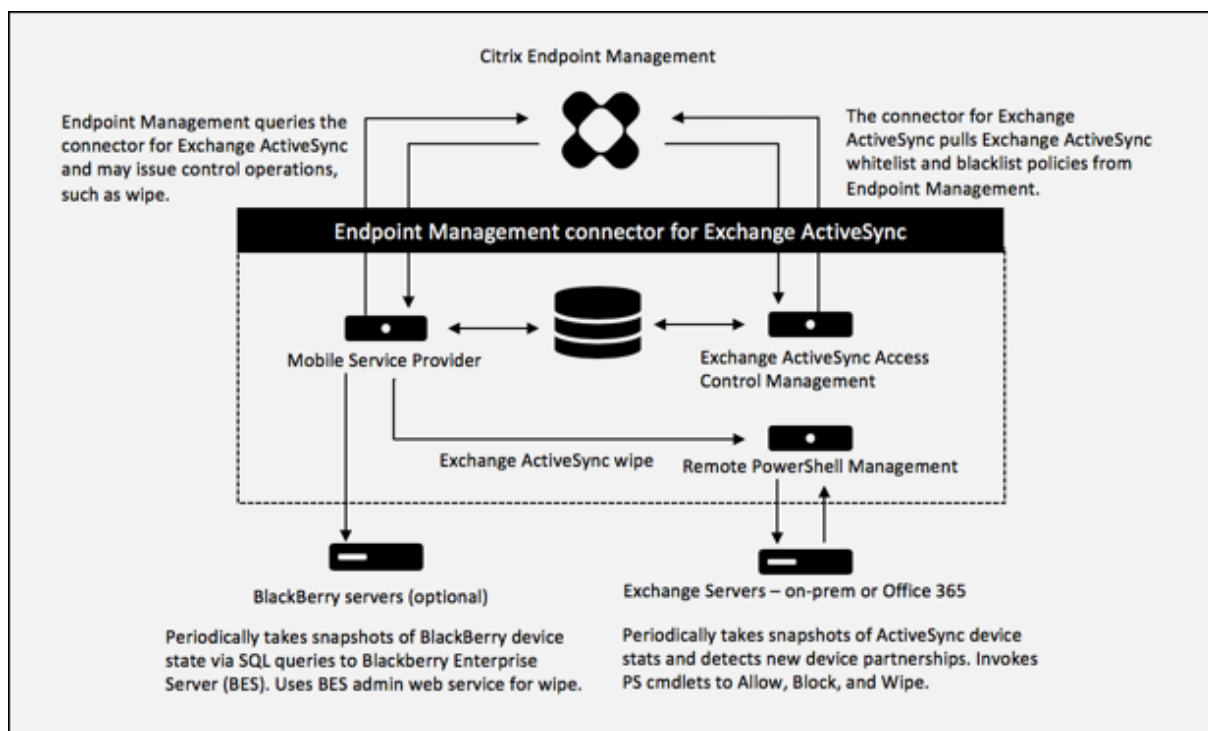 Citrix Endpoint Management
Endpoint Management queries the
connector for Exchange ActiveSync
and may issue control operations,
such as wipe.
The connector for Exchange
ActiveSync pulls Exchange ActiveSync
whitelist and blacklist policies from
Endpoint Management.
Endpoint Management connector for Exchange ActiveSync
Mobile Service Provider
Exchange ActiveSync Access
Control Management
Exchange ActiveSync wipe
Remote PowerShell Management
BlackBerry servers (optional)
Periodically takes snapshots of BlackBerry device
state via SQL queries to Blackberry Enterprise
Server (BES). Uses BES admin web service for wipe.
Exchange Servers – on-prem or Office 365
Periodically takes snapshots of ActiveSync device
stats and detects new device partnerships. Invokes
PS cmdlets to Allow, Block, and Wipe.